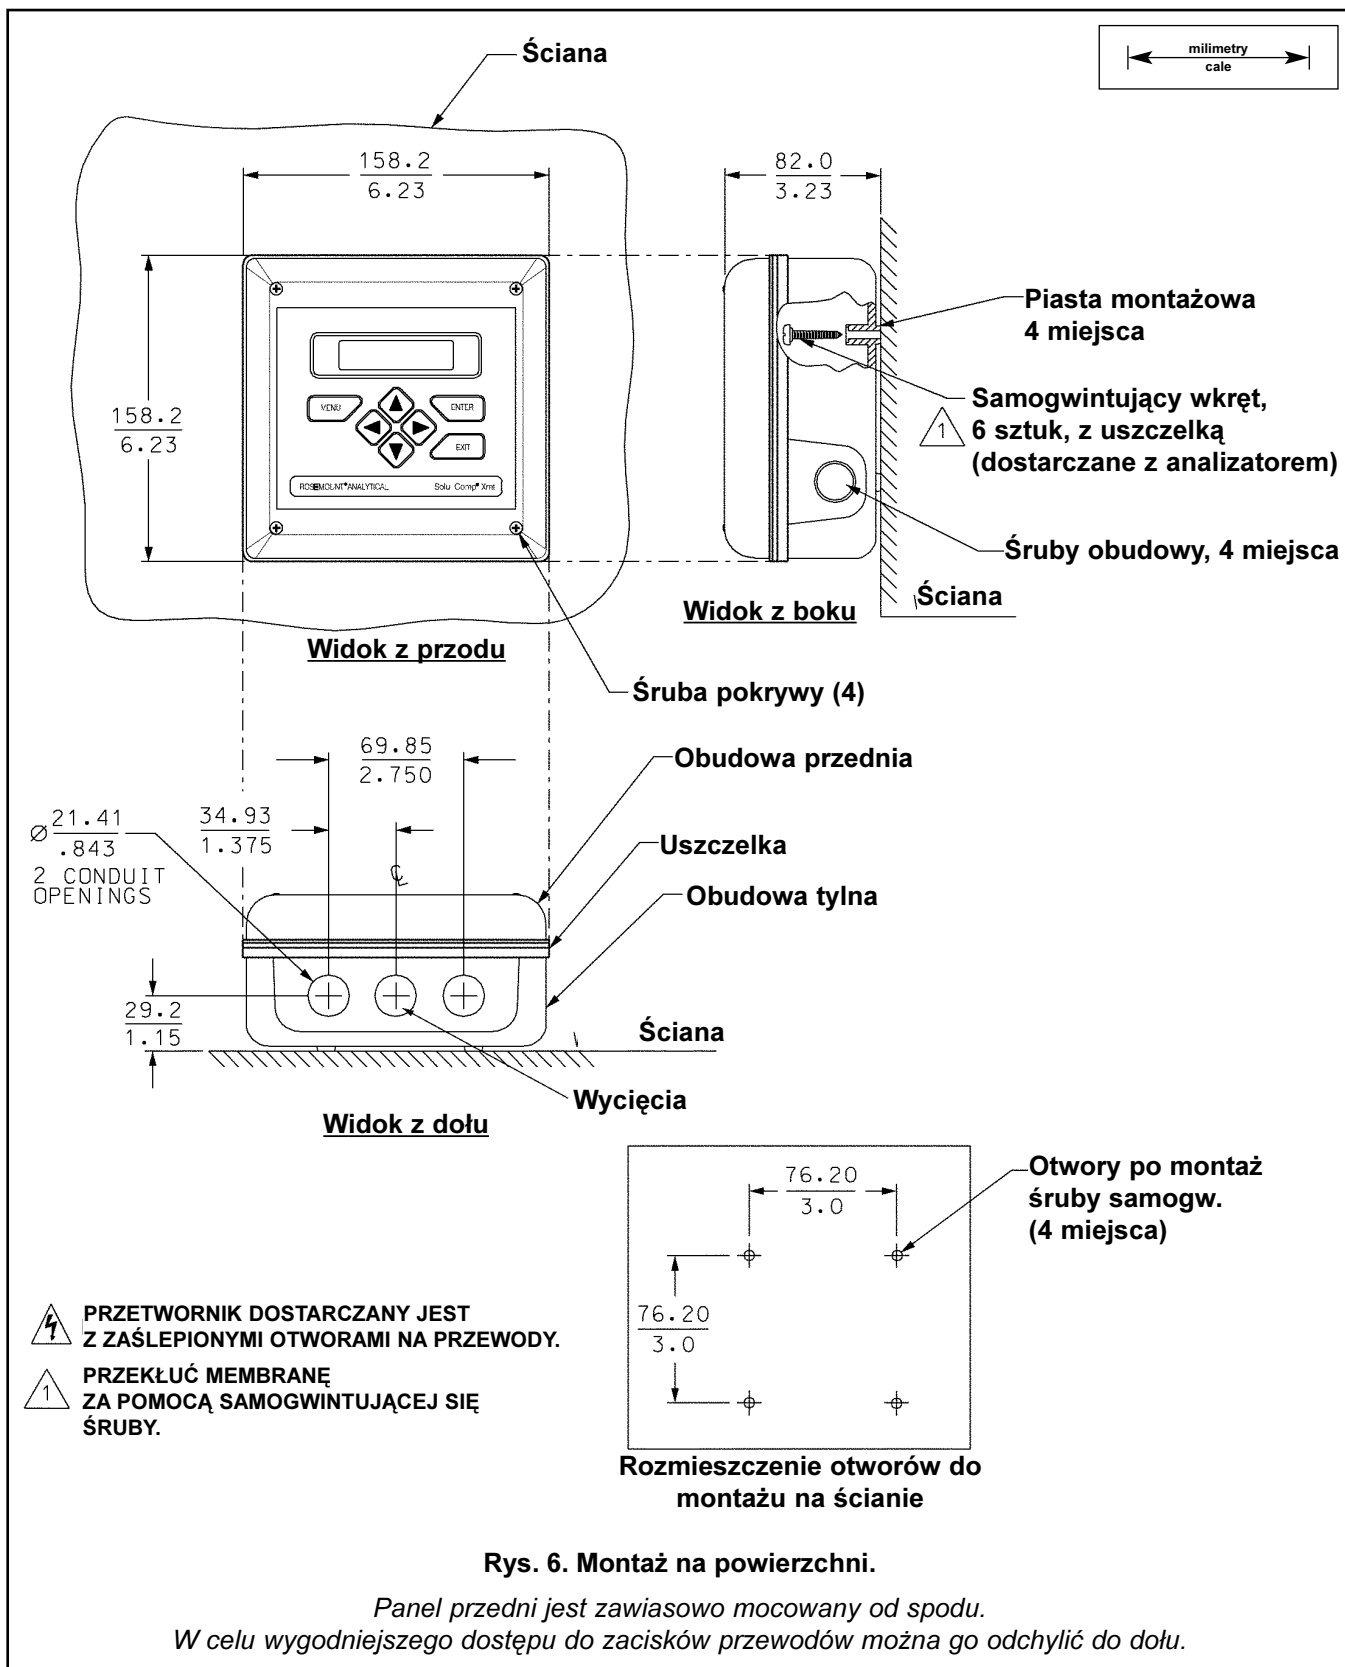 Ściana
milimetry
cale
158.2
6.23
82.0
3.23
158.2
6.23
MENU
ENTER
EXIT
ROSEMOUNT® ANALYTICAL
Solu Comp® Xmt
Piasta montażowa
4 miejsca
1
Samogwintujący wkręt,
6 sztuk, z uszczelką
(dostarczane z analizatorem)
Śruby obudowy, 4 miejsca
Ściana
Widok z boku
Widok z przodu
Śruba pokrywy (4)
69.85
2.750
Obudowa przednia
34.93
1.375
Ø 21.41
.843
2 CONDUIT
OPENINGS
Uszczelka
Obudowa tylna
29.2
1.15
Ściana
Wycięcia
Widok z dołu
76.20
3.0
Otwory po montaż
śruby samogw.
(4 miejsca)
76.20
3.0
PRZETWORNIK DOSTARCZANY JEST
Z ZAŚLEPIONYMI OTWORAMI NA PRZEWODY.
1
PRZEKŁUĆ MEMBRANĘ
ZA POMOCĄ SAMOGWINTUJĄCEJ SIĘ
ŚRUBY.
Rozmieszczenie otworów do
montażu na ścianie
Rys. 6. Montaż na powierzchni.
Panel przedni jest zawiasowo mocowany od spodu.
W celu wygodniejszego dostępu do zacisków przewodów można go odchylić do dołu.